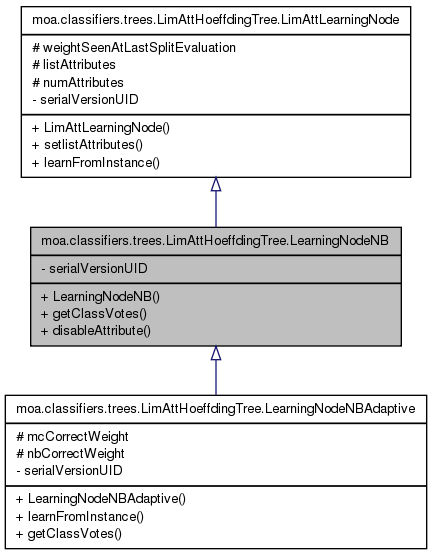 moa.classifiers.trees.LimAttHoeffdingTree.LimAttLearningNode
# weightSeenAtLastSplitEvaluation
# listAttributes
# numAttributes
- serialVersionUID
+ LimAttLearningNode()
+ setlistAttributes()
+ learnFromInstance()
moa.classifiers.trees.LimAttHoeffdingTree.LearningNodeNB
- serialVersionUID
+ LearningNodeNB()
+ getClassVotes()
+ disableAttribute()
moa.classifiers.trees.LimAttHoeffdingTree.LearningNodeNBAdaptive
# mcCorrectWeight
# nbCorrectWeight
- serialVersionUID
+ LearningNodeNBAdaptive()
+ learnFromInstance()
+ getClassVotes()